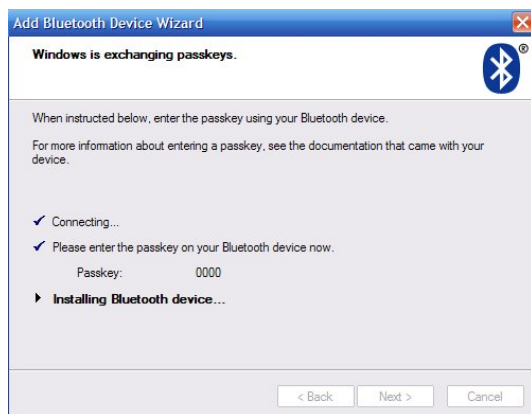 Add Bluetooth Device Wizard
Windows is exchanging passkeys.
®
When instructed below, enter the passkey using your Bluetooth device.
For more information about entering a passkey, see the documentation that came with your
device.
Connecting...
Please enter the passkey on your Bluetooth device now.
Passkey: 0000
Installing Bluetooth device...
< Back Next > Cancel